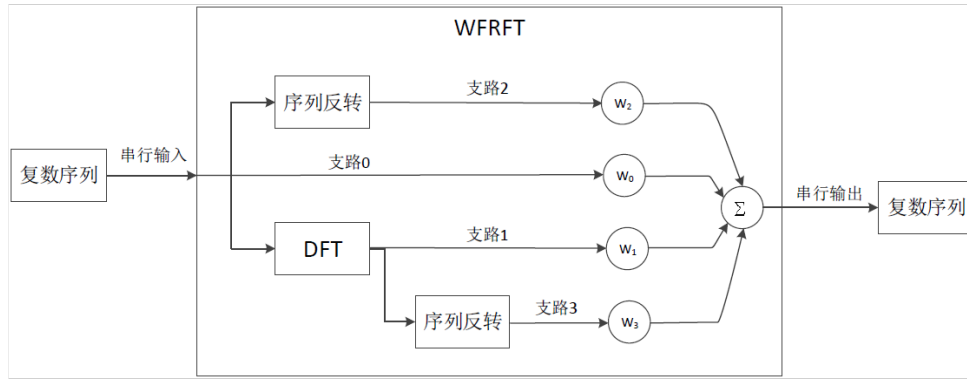 WFRFT
序列反转
支路2
W₂
复数序列
串行输入
支路0
W₀
Σ
串行输出
复数序列
DFT
支路1
W₁
序列反转
支路3
W₃